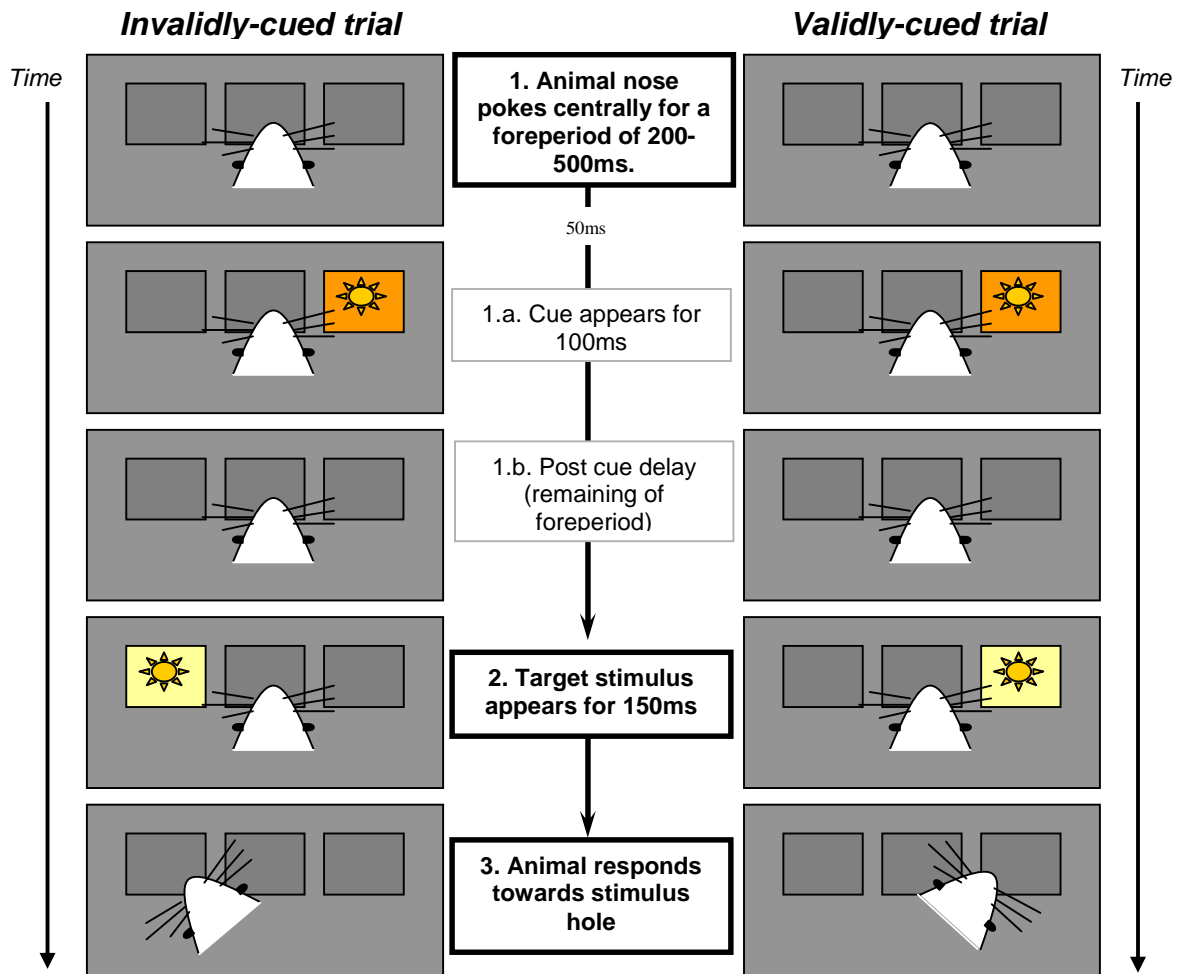 Invalidly-cued trial
Validly-cued trial
Time
Time
1. Animal nose
pokes centrally for a
foreperiod of 200-
500ms.
50ms
1.a. Cue appears for
100ms
1.b. Post cue delay
(remaining of
foreperiod)
2. Target stimulus
appears for 150ms
3. Animal responds
towards stimulus
hole